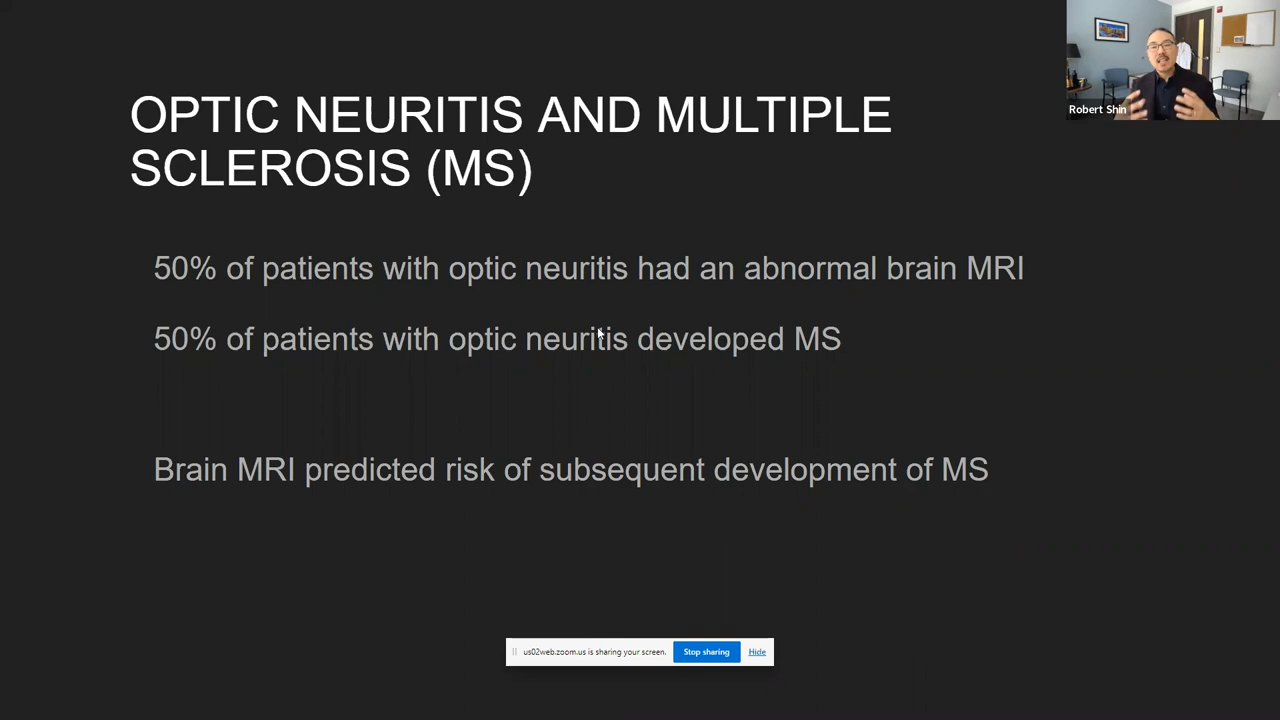 OPTIC NEURITIS AND MULTIPLE
SCLEROSIS (MS)
Robert Shin
50% of patients with optic neuritis had an abnormal brain MRI
50% of patients with optic neuritis developed MS
Brain MRI predicted risk of subsequent development of MS
us02web.zoom.us is sharing your screen.
Stop sharing
Hide